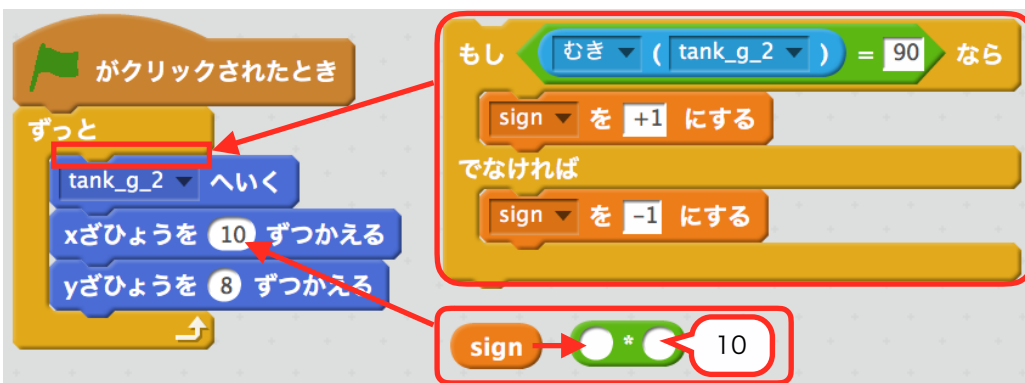 がクリックされたとき
ずっと
tank_g_2 へいく
xざひょうを 10 ずつかえる
yざひょうを 8 ずつかえる
もし むき ( tank_g_2 ) = 90 なら
sign を +1 にする
でなければ
sign を -1 にする
sign * 10